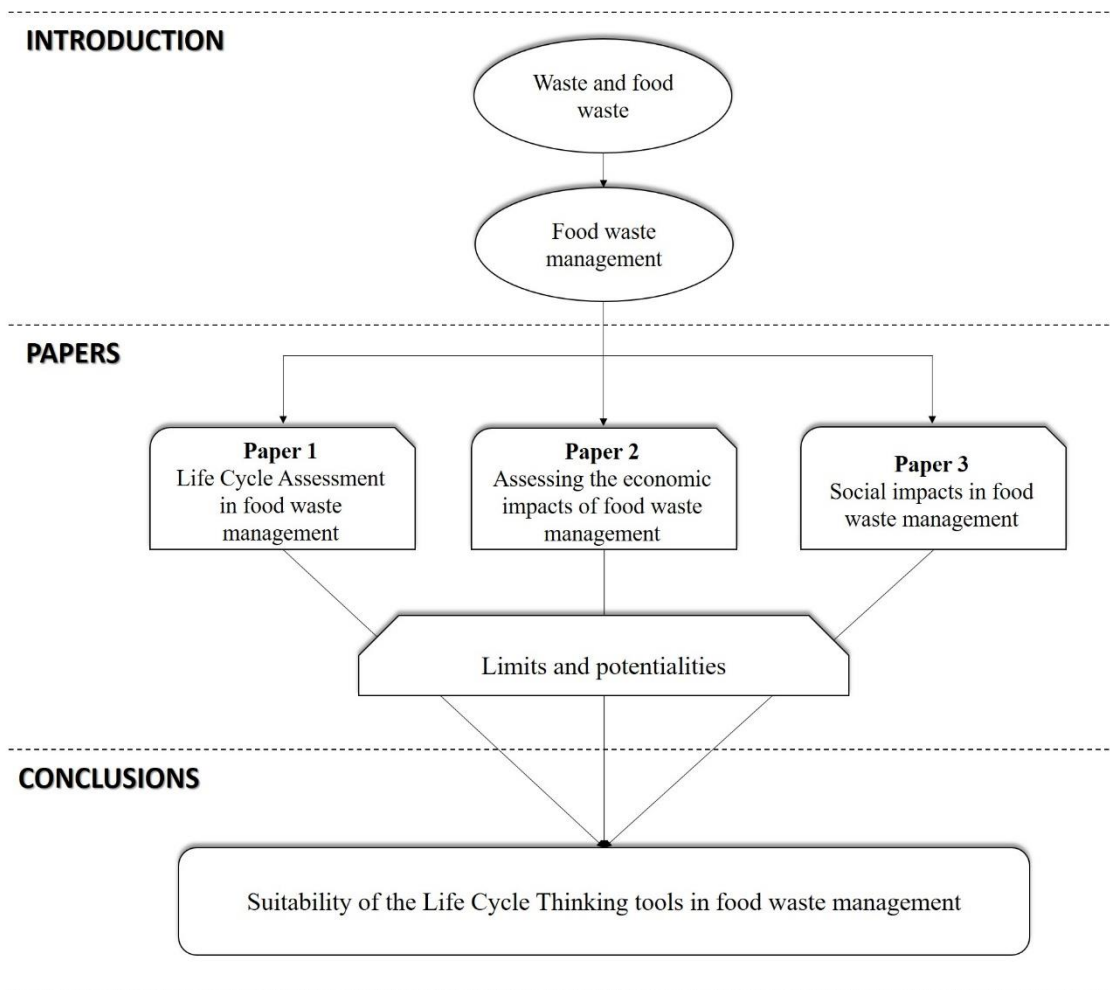 INTRODUCTION
Waste and food
waste
Food waste
management
PAPERS
Paper 1
Life Cycle Assessment
in food waste
management
Paper 2
Assessing the economic
impacts of food waste
management
Paper 3
Social impacts in food
waste management
Limits and potentialities
CONCLUSIONS
Suitability of the Life Cycle Thinking tools in food waste management